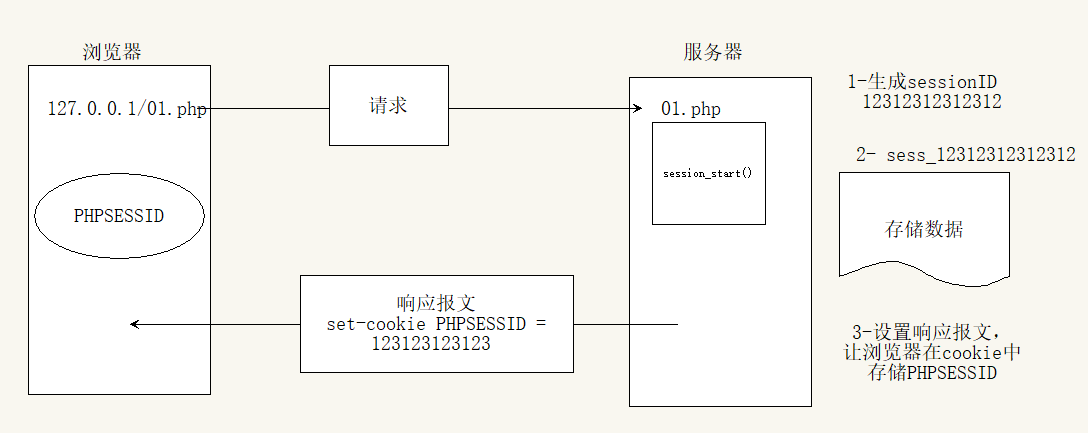 浏览器
127.0.0.1/01.php
PHPSESSID
请求
服务器
01.php
session_start()
1-生成sessionID
12312312312312
2- sess_12312312312312
存储数据
响应报文
set-cookie PHPSESSID =
123123123123
3-设置响应报文,
让浏览器在cookie中
存储PHPSESSID